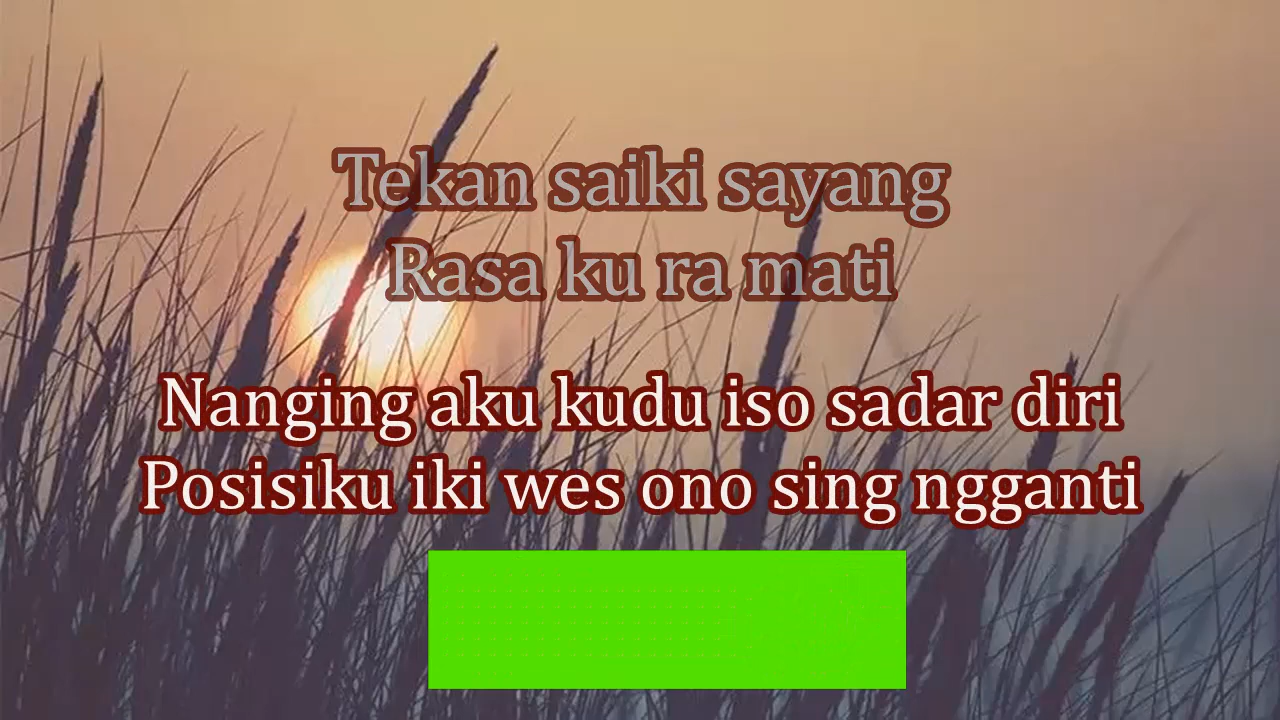 Tekan saiki sayang
Rasa ku ra mati
Nanging aku kudu iso sadar diri
Posisiku iki wes ono sing ngganti